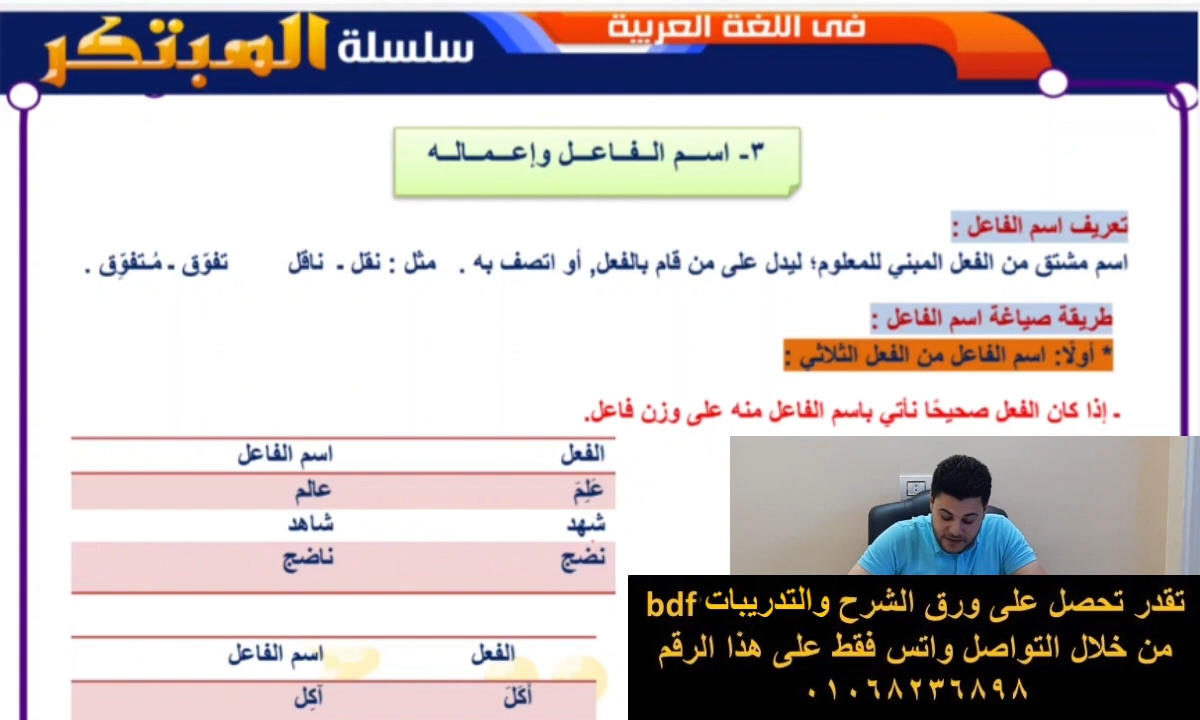 فى اللغة العربية
سلسلة المبتكر
٣- اســم الــفــاعــل وإعــمــالــه
تعريف اسم الفاعل :
اسم مشتق من الفعل المبني للمعلوم؛ ليدل على من قام بالفعل, أو اتصف به . مثل : نقل ـ ناقل تفوّق ـ مُتفوِّق .
طريقة صياغة اسم الفاعل :
* أولًا: اسم الفاعل من الفعل الثلاثي :
ـ إذا كان الفعل صحيحًا نأتي باسم الفاعل منه على وزن فاعل.
الفعل اسم الفاعل
عَلِمَ عالم
شهد شاهد
نضج ناضج
الفعل اسم الفاعل
أكَلَ آكِل
تقدر تحصل على ورق الشرح والتدريبات bdf
من خلال التواصل واتس فقط على هذا الرقم
٠١٠٦٨٢٣٦٨٩٨